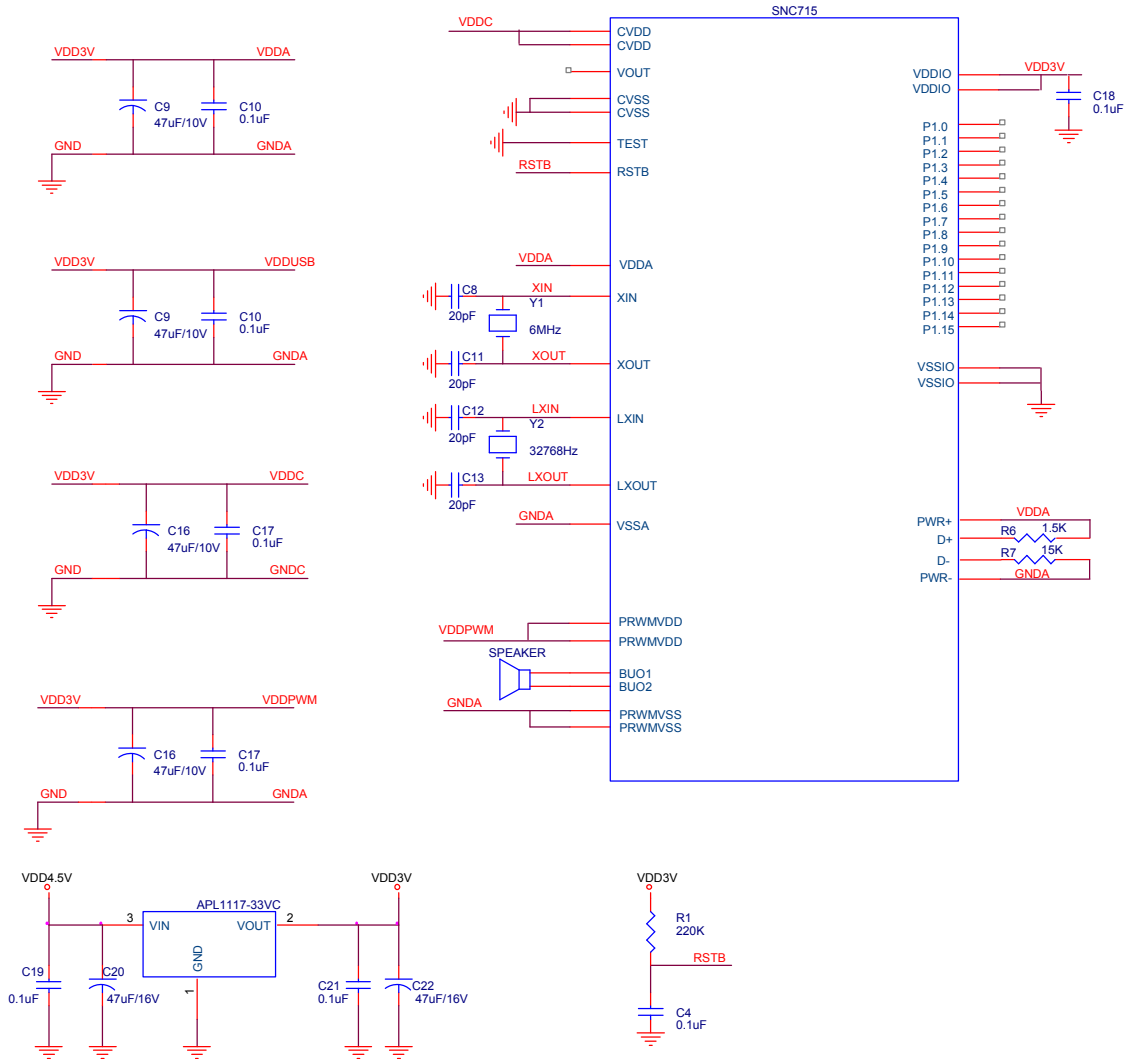 SNC715
VDD3V VDDA
C9
47uF/10V
C10
0.1uF
GND GNDA
VDD3V VDDUSB
C9
47uF/10V
C10
0.1uF
GND GNDA
VDD3V VDDC
C16
47uF/10V
C17
0.1uF
GND GNDC
VDD3V VDDPWM
C16
47uF/10V
C17
0.1uF
GND GNDA
VDDC
CVDD
CVDD
VOUT
CVSS
CVSS
TEST
RSTB RSTB
VDDA VDDA
C8
20pF
XIN XIN
Y1
6MHz
C11
20pF
XOUT XOUT
C12
20pF
LXIN LXIN
Y2
32768Hz
C13
20pF
LXOUT LXOUT
GNDA VSSA
VDDPWM
PRWMVDD
PRWMVDD
SPEAKER
BUO1
BUO2
GNDA
PRWMVSS
PRWMVSS
VDDIO
VDDIO
VDD3V
C18
0.1uF
P1.0
P1.1
P1.2
P1.3
P1.4
P1.5
P1.6
P1.7
P1.8
P1.9
P1.10
P1.11
P1.12
P1.13
P1.14
P1.15
VSSIO
VSSIO
PWR+ VDDA
D+ R6 1.5K
D- R7 15K
PWR- GNDA
VDD4.5V
VDD3V
APL1117-33VC
3 VIN VOUT 2
GND
1
C19
0.1uF
C20
47uF/16V
C21
0.1uF
C22
47uF/16V
VDD3V
R1
220K
RSTB
C4
0.1uF